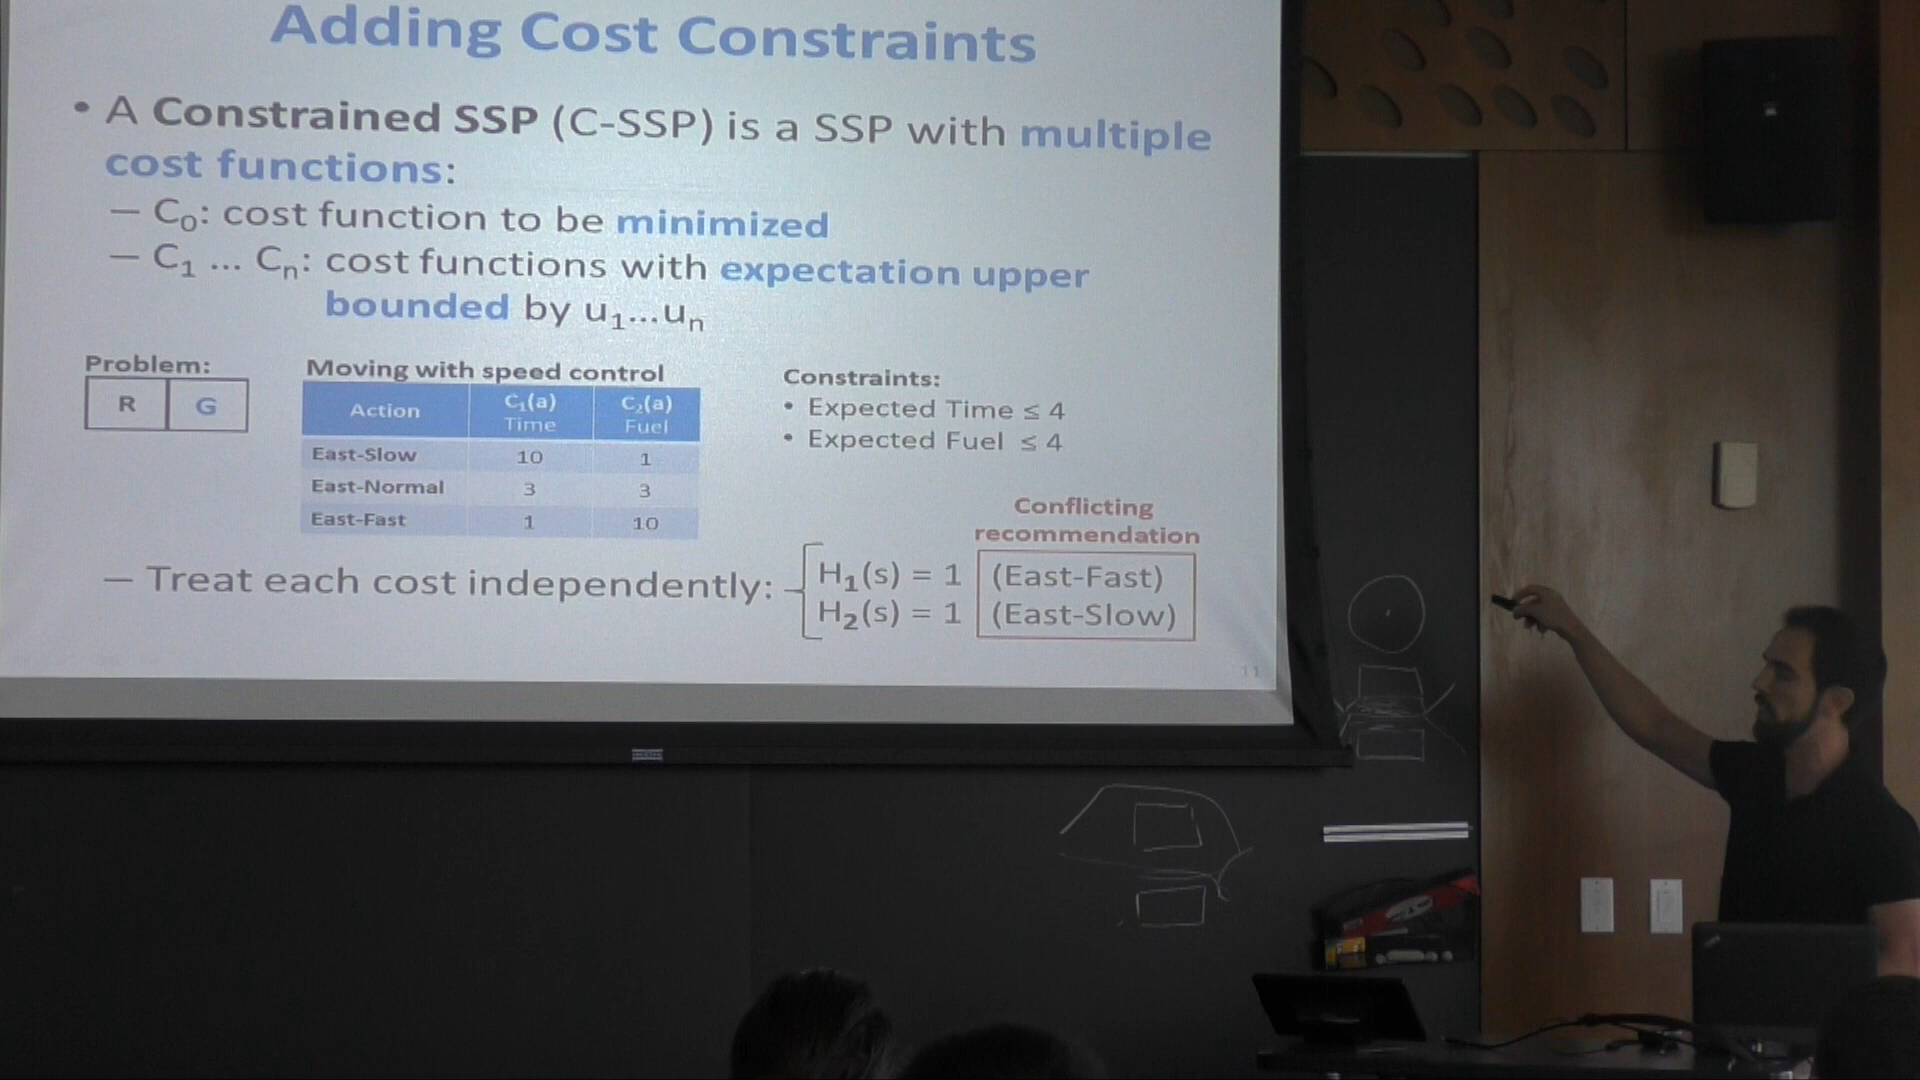 Adding Cost Constraints
• A Constrained SSP (C-SSP) is a SSP with multiple
cost functions:
– C₀: cost function to be minimized
– C₁ ... Cₙ: cost functions with expectation upper
bounded by u₁...uₙ
Problem:
R G
Moving with speed control
Action C₁(a) Time C₂(a) Fuel
East-Slow 10 1
East-Normal 3 3
East-Fast 1 10
Constraints:
• Expected Time ≤ 4
• Expected Fuel ≤ 4
Conflicting
recommendation
– Treat each cost independently:
H₁(s) = 1 (East-Fast)
H₂(s) = 1 (East-Slow)
11